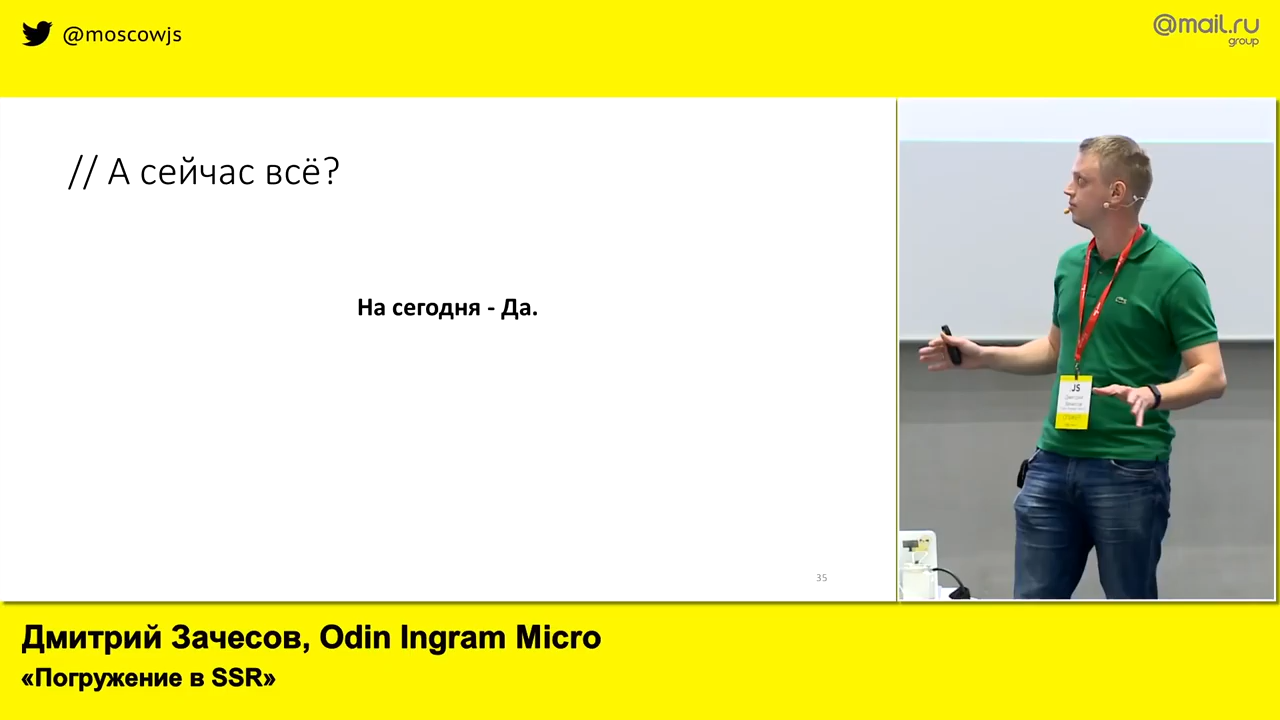 @moscowjs
@mail.ru
group
// А сейчас всё?
На сегодня - Да.
35
.JS
Дмитрий Зачесов, Odin Ingram Micro
«Погружение в SSR»